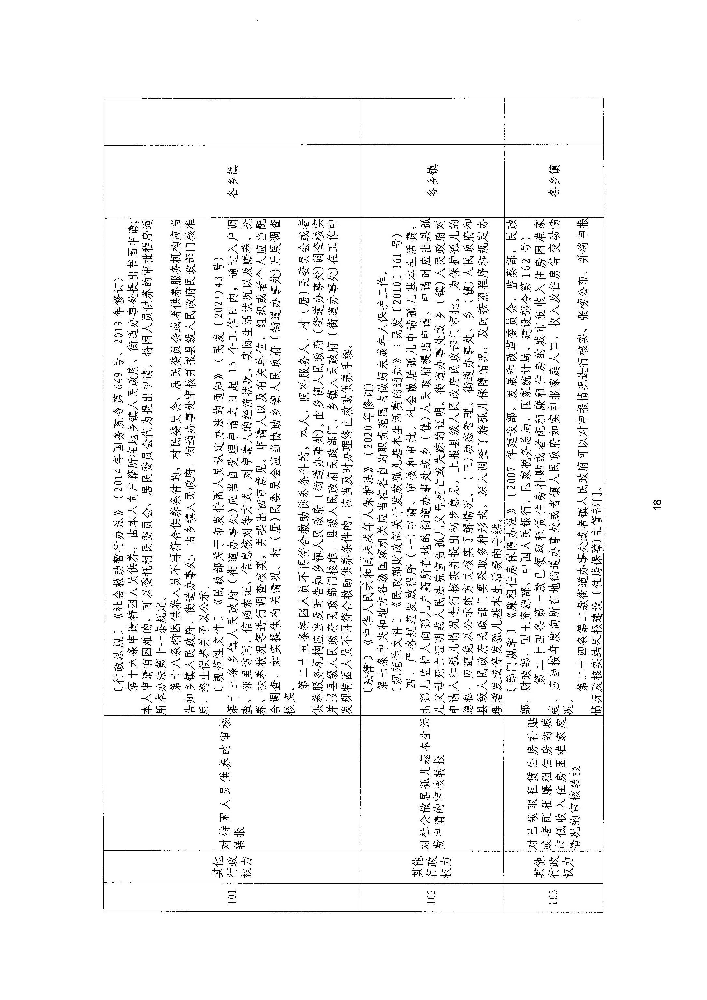 101
其他
行政
权力
对特困人员供养的审核
转报
〔行政法规〕《社会救助暂行办法》（2014年国务院令第649号，2019年修订）
第十六条申请特困人员供养，由本人向户籍所在地乡镇人民政府、街道办事处提出书面申请；
本人申请有困难的，可以委托村民委员会、居民委员会代为提出申请。特困人员供养的审批程序适
用本办法第十一条规定。
第十八条特困供养人员不再符合供养条件的，村民委员会、居民委员会或者供养服务机构应当
告知乡镇人民政府、街道办事处，由乡镇人民政府、街道办事处审核并报县级人民政府民政部门核准
后，终止供养并予以公示。
〔规范性文件〕《民政部关于印发特困人员认定办法的通知》（民发（2021)43号）
第十三条乡镇人民政府（街道办事处)应当自受理申请之日起15个工作日内，通过入户调
查、邻里访问、信函索证、信息核对等方式，对申请人的经济状况、实际生活状况以及赡养、抚
养、扶养状况等进行调查核实，并提出初审意见。申请人以及有关单位、组织或者个人应当配
合调查，如实提供有关情况。村（居)民委员会应当协助乡镇人民政府（街道办事处)开展调查
核实。
第二十五条特困人员不再符合救助供养条件的，本人、照料服务人、村（居)民委员会或者
供养服务机构应当及时告知乡镇人民政府（街道办事处),由乡镇人民政府（街道办事处)调查核实
并报县级人民政府民政部门核准。县级人民政府民政部门、乡镇人民政府（街道办事处)在工作中
发现特困人员不再符合救助供养条件的，应当及时办理终止救助供养手续。
各乡镇
102
其他
行政
权力
对社会散居孤儿基本生活
费申请的审核转报
〔法律〕《中华人民共和国未成年人保护法》（2020年修订)
第七条中央和地方各级国家机关应当在各自的职责范围内做好未成年人保护工作。
〔规范性文件〕《民政部财政部关于发放孤儿基本生活费的通知》（民发〔2010〕161号）
四、严格规范发放程序（一)申请、审核和审批。社会散居孤儿申请孤儿基本生活费，
由孤儿监护人向孤儿户籍所在地的街道办事处或乡（镇)人民政府提出申请，申请时应出具孤
儿父母死亡证明或人民法院宣告孤儿父母死亡或失踪的证明。街道办事处或乡（镇)人民政府对
申请人和孤儿情况进行核实并提出初步意见，上报县级人民政府民政部门审批。为保护孤儿的
隐私，应避免以公示的方式核实了解情况。（三)动态管理。街道办事处、乡（镇)人民政府和
县级人民政府民政部门要采取多种形式，深入调查了解孤儿保障情况，及时按照程序和规定办
理增发或停发孤儿基本生活费的手续。
各乡镇
103
其他
行政
权力
对已领取租赁住房补贴
或者配租廉租住房的城
市低收入住房困难家庭
情况的审核转报
〔部门规章〕《廉租住房保障办法》（2007年建设部，发展和改革委员会，监察部，民政
部，财政部，国土资源部，中国人民银行，国家税务总局，国家统计局，建设部令第162号）
第二十四条第一款已领取租赁住房补贴或者配租廉租住房的城市低收入住房困难家
庭，应当按年度向所在地街道办事处或者镇人民政府如实申报家庭人口、收入及住房等变动情
况。
第二十四条第二款街道办事处或者镇人民政府可以对申报情况进行核实、张榜公布，并将申报
情况及核实结果报建设（住房保障)主管部门。
各乡镇
18